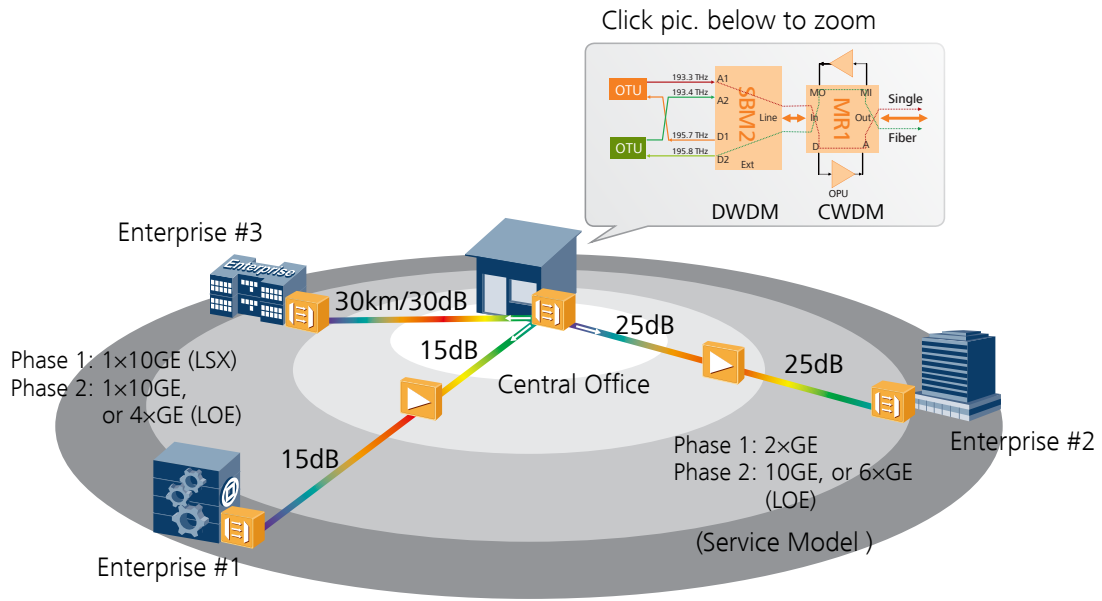 Click pic. below to zoom
OTU
193.3 THz
A1
193.4 THz
A2
SBM2
Line
MO
MI
MR1
In
Out
Single
Fiber
OTU
195.7 THz
D1
195.8 THz
D2
Ext
D
A
OPU
DWDM
CWDM
Enterprise #3
Enterprise
30km/30dB
25dB
15dB
25dB
Central Office
Phase 1: 1×10GE (LSX)
Phase 2: 1×10GE,
or 4×GE (LOE)
15dB
Phase 1: 2×GE
Phase 2: 10GE, or 6×GE
(LOE)
Enterprise #2
(Service Model )
Enterprise #1